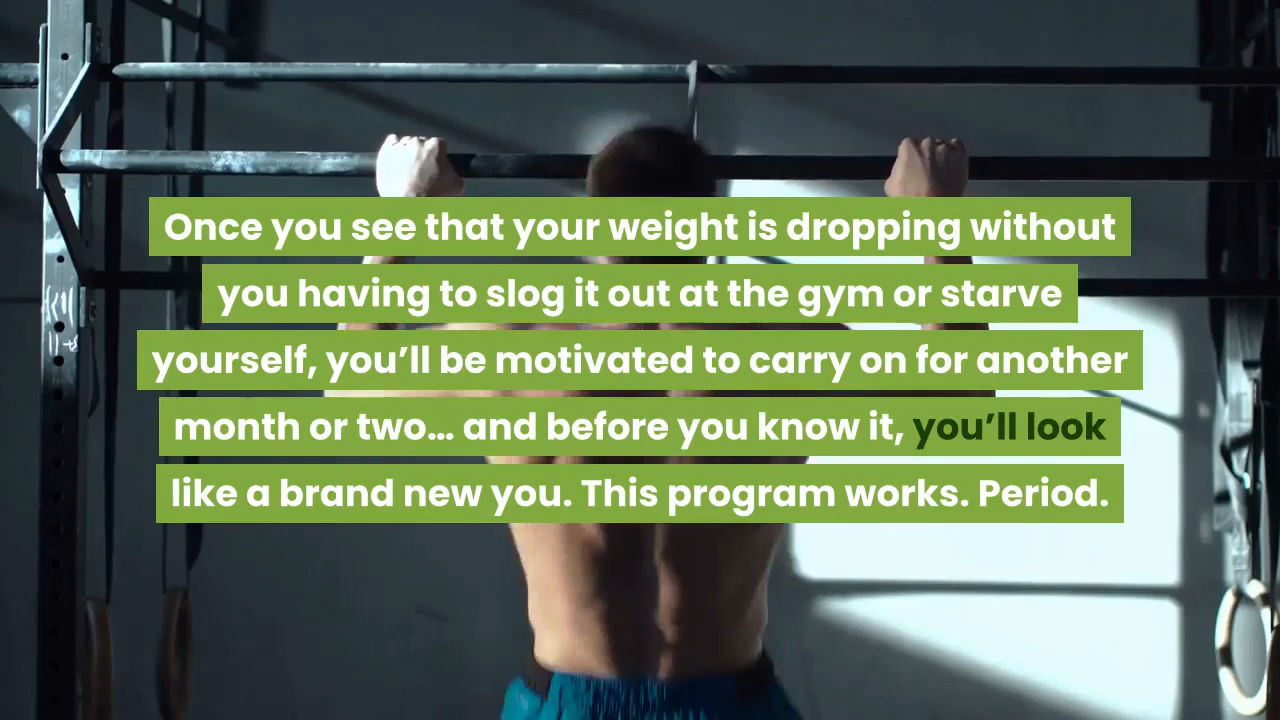 Once you see that your weight is dropping without
you having to slog it out at the gym or starve
yourself, you’ll be motivated to carry on for another
month or two… and before you know it, you’ll look
like a brand new you. This program works. Period.